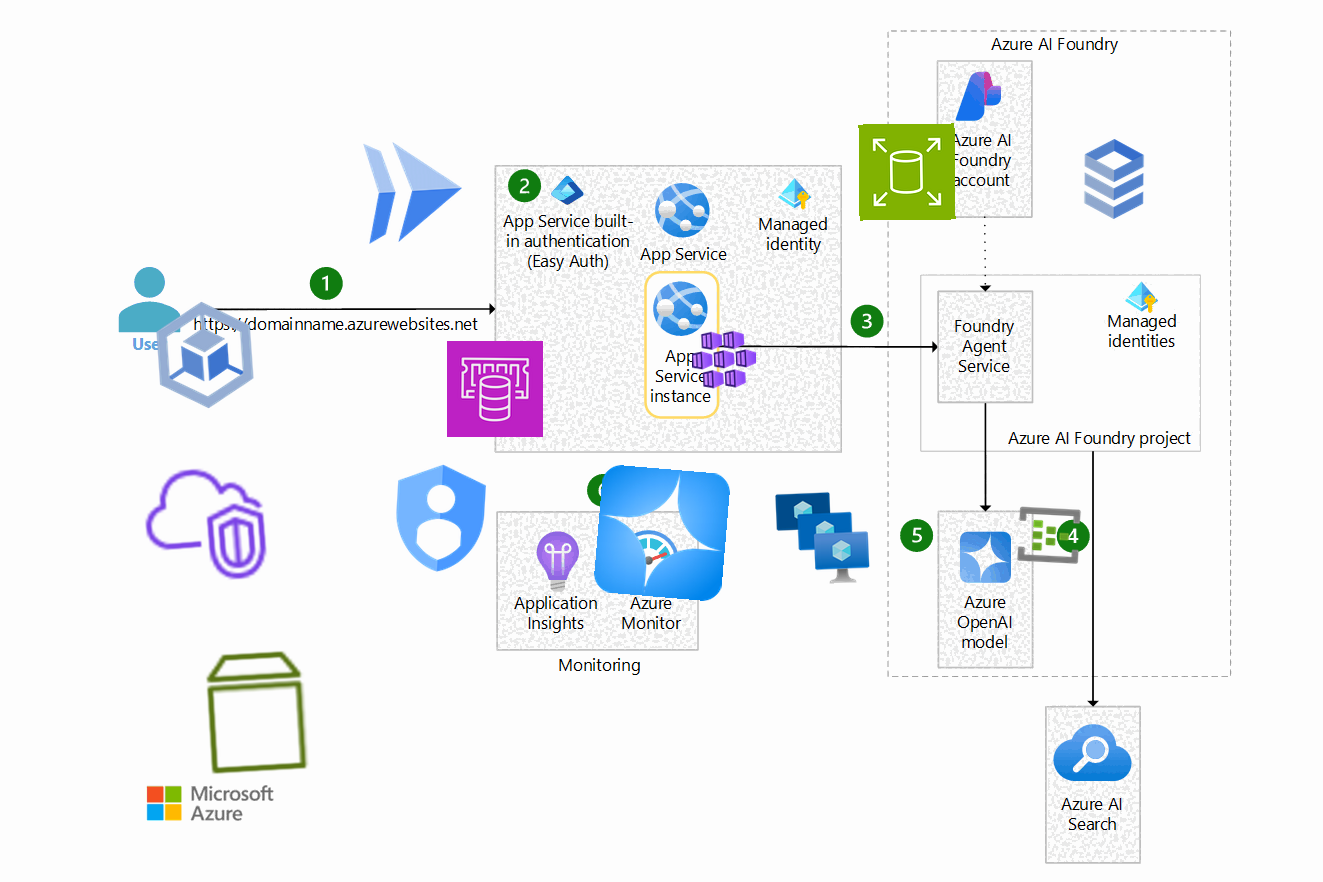 Azure AI Foundry
Azure AI
Foundry
account
1
https://domainname.azurewebsites.net
2
App Service built-
in authentication
(Easy Auth)
App Service
Managed
identity
App
Service
instance
3
Foundry
Agent
Service
Managed
identities
Azure AI Foundry project
4
5
Azure
OpenAI
model
Application
Insights
Azure
Monitor
Monitoring
Azure AI
Search
Microsoft
Azure